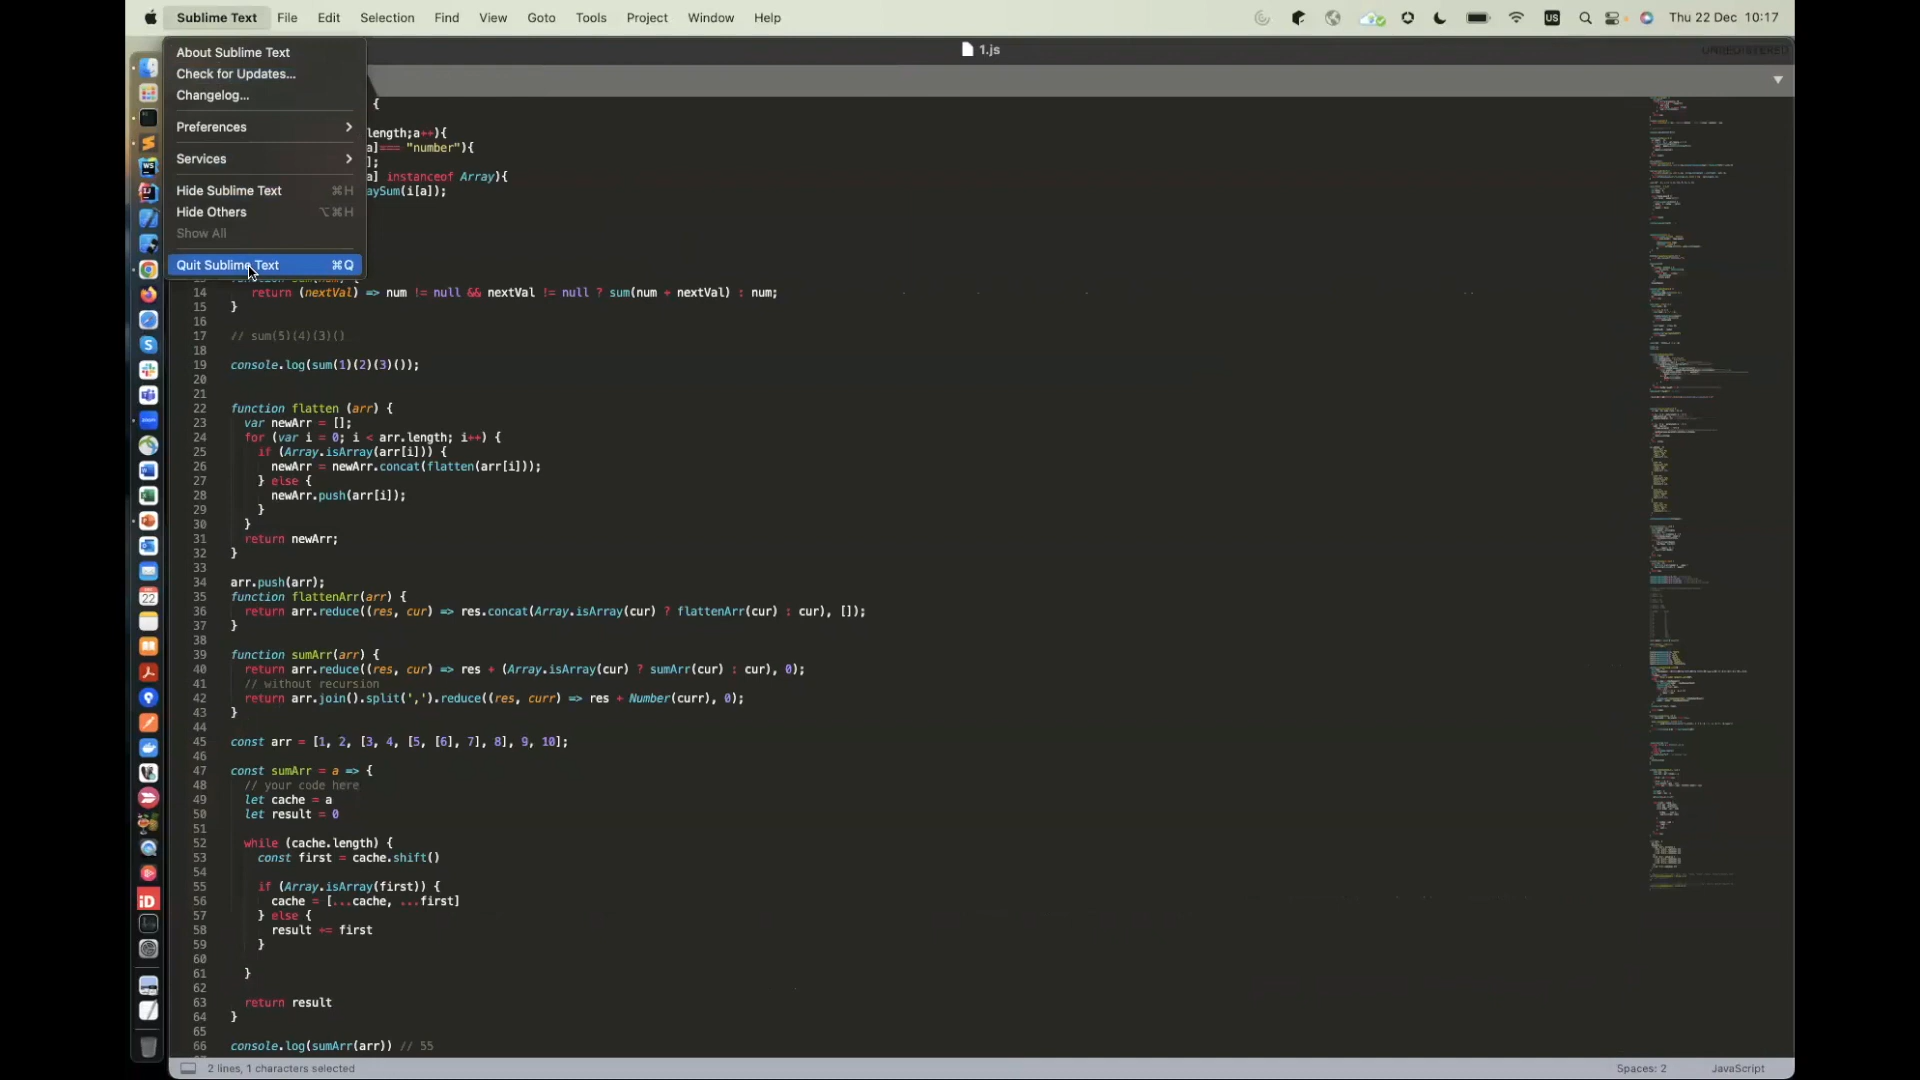 Sublime Text File Edit Selection Find View Goto Tools Project Window Help
US
Thu 22 Dec 10:17
1.js
UNREGISTERED
About Sublime Text
Check for Updates...
Changelog...
Preferences
Services
Hide Sublime Text ⌘H
Hide Others ⌥⌘H
Show All
Quit Sublime Text ⌘Q
{
length;a++){
a]=== "number"){
];
a] instanceof Array){
aySum(i[a]);
14 return (nextVal) => num != null && nextVal != null ? sum(num + nextVal) : num;
15 }
16
17 // sum(5)(4)(3)()
18
19 console.log(sum(1)(2)(3)());
20
21
22 function flatten (arr) {
23 var newArr = [];
24 for (var i = 0; i < arr.length; i++) {
25 if (Array.isArray(arr[i])) {
26 newArr = newArr.concat(flatten(arr[i]));
27 } else {
28 newArr.push(arr[i]);
29 }
30 }
31 return newArr;
32 }
33
34 arr.push(arr);
35 function flattenArr(arr) {
36 return arr.reduce((res, cur) => res.concat(Array.isArray(cur) ? flattenArr(cur) : cur), []);
37 }
38
39 function sumArr(arr) {
40 return arr.reduce((res, cur) => res + (Array.isArray(cur) ? sumArr(cur) : cur), 0);
41 // without recursion
42 return arr.join().split(',').reduce((res, curr) => res + Number(curr), 0);
43 }
44
45 const arr = [1, 2, [3, 4, [5, [6], 7], 8], 9, 10];
46
47 const sumArr = a => {
48 // your code here
49 let cache = a
50 let result = 0
51
52 while (cache.length) {
53 const first = cache.shift()
54
55 if (Array.isArray(first)) {
56 cache = [...cache, ...first]
57 } else {
58 result += first
59 }
60
61 }
62
63 return result
64 }
65
66 console.log(sumArr(arr)) // 55
2 lines, 1 characters selected
Spaces: 2
JavaScript